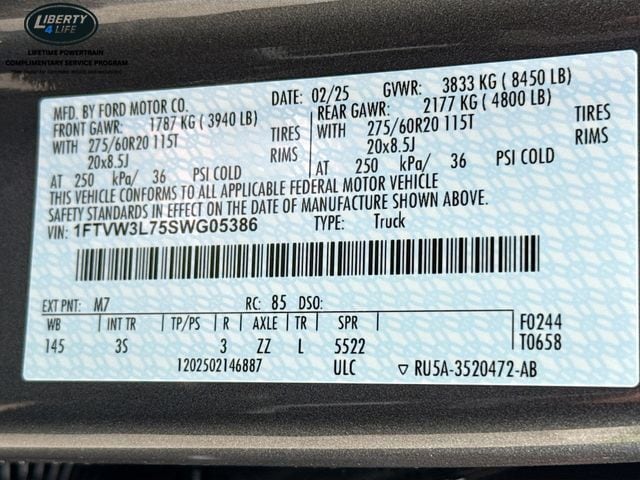 LIBERTY
4 LIFE
LIFETIME POWERTRAIN
COMPLIMENTARY SERVICE PROGRAM
MFD. BY FORD MOTOR CO.
DATE: 02/25 GVWR: 3833 KG ( 8450 LB)
FRONT GAWR: 1787 KG ( 3940 LB)
REAR GAWR: 2177 KG ( 4800 LB)
WITH 275/60R20 115T TIRES
WITH 275/60R20 115T TIRES
20x8.5J RIMS
20x8.5J RIMS
AT 250 kPa/ 36 PSI COLD
AT 250 kPa/ 36 PSI COLD
THIS VEHICLE CONFORMS TO ALL APPLICABLE FEDERAL MOTOR VEHICLE
SAFETY STANDARDS IN EFFECT ON THE DATE OF MANUFACTURE SHOWN ABOVE.
VIN: 1FTVW3L75SWG05386 TYPE: Truck
EXT PNT: M7 RC: 85 DSO:
WB INT TR TP/PS R AXLE TR SPR
145 3S 3 ZZ L 5522
F0244
T0658
1202502146887 ULC ▽ RU5A-3520472-AB